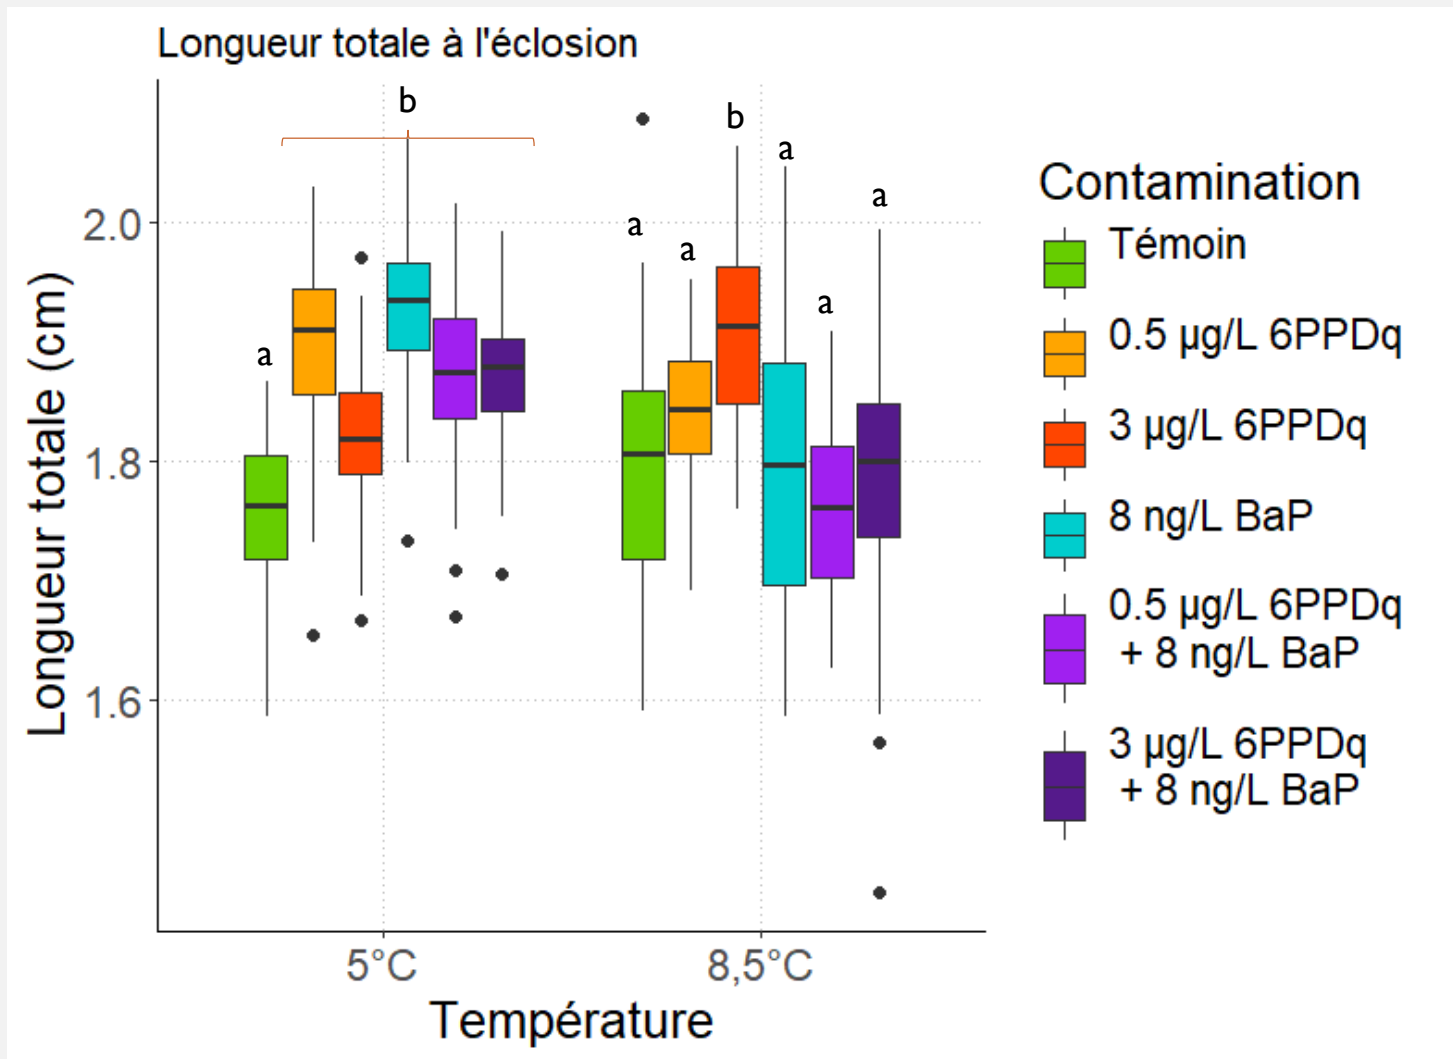 Longueur totale à l'éclosion
b
b
a
a
a
a
a
a
2.0
1.8
1.6
Longueur totale (cm)
5°C
8,5°C
Température
Contamination
Témoin
0.5 µg/L 6PPDq
3 µg/L 6PPDq
8 ng/L BaP
0.5 µg/L 6PPDq
+ 8 ng/L BaP
3 µg/L 6PPDq
+ 8 ng/L BaP